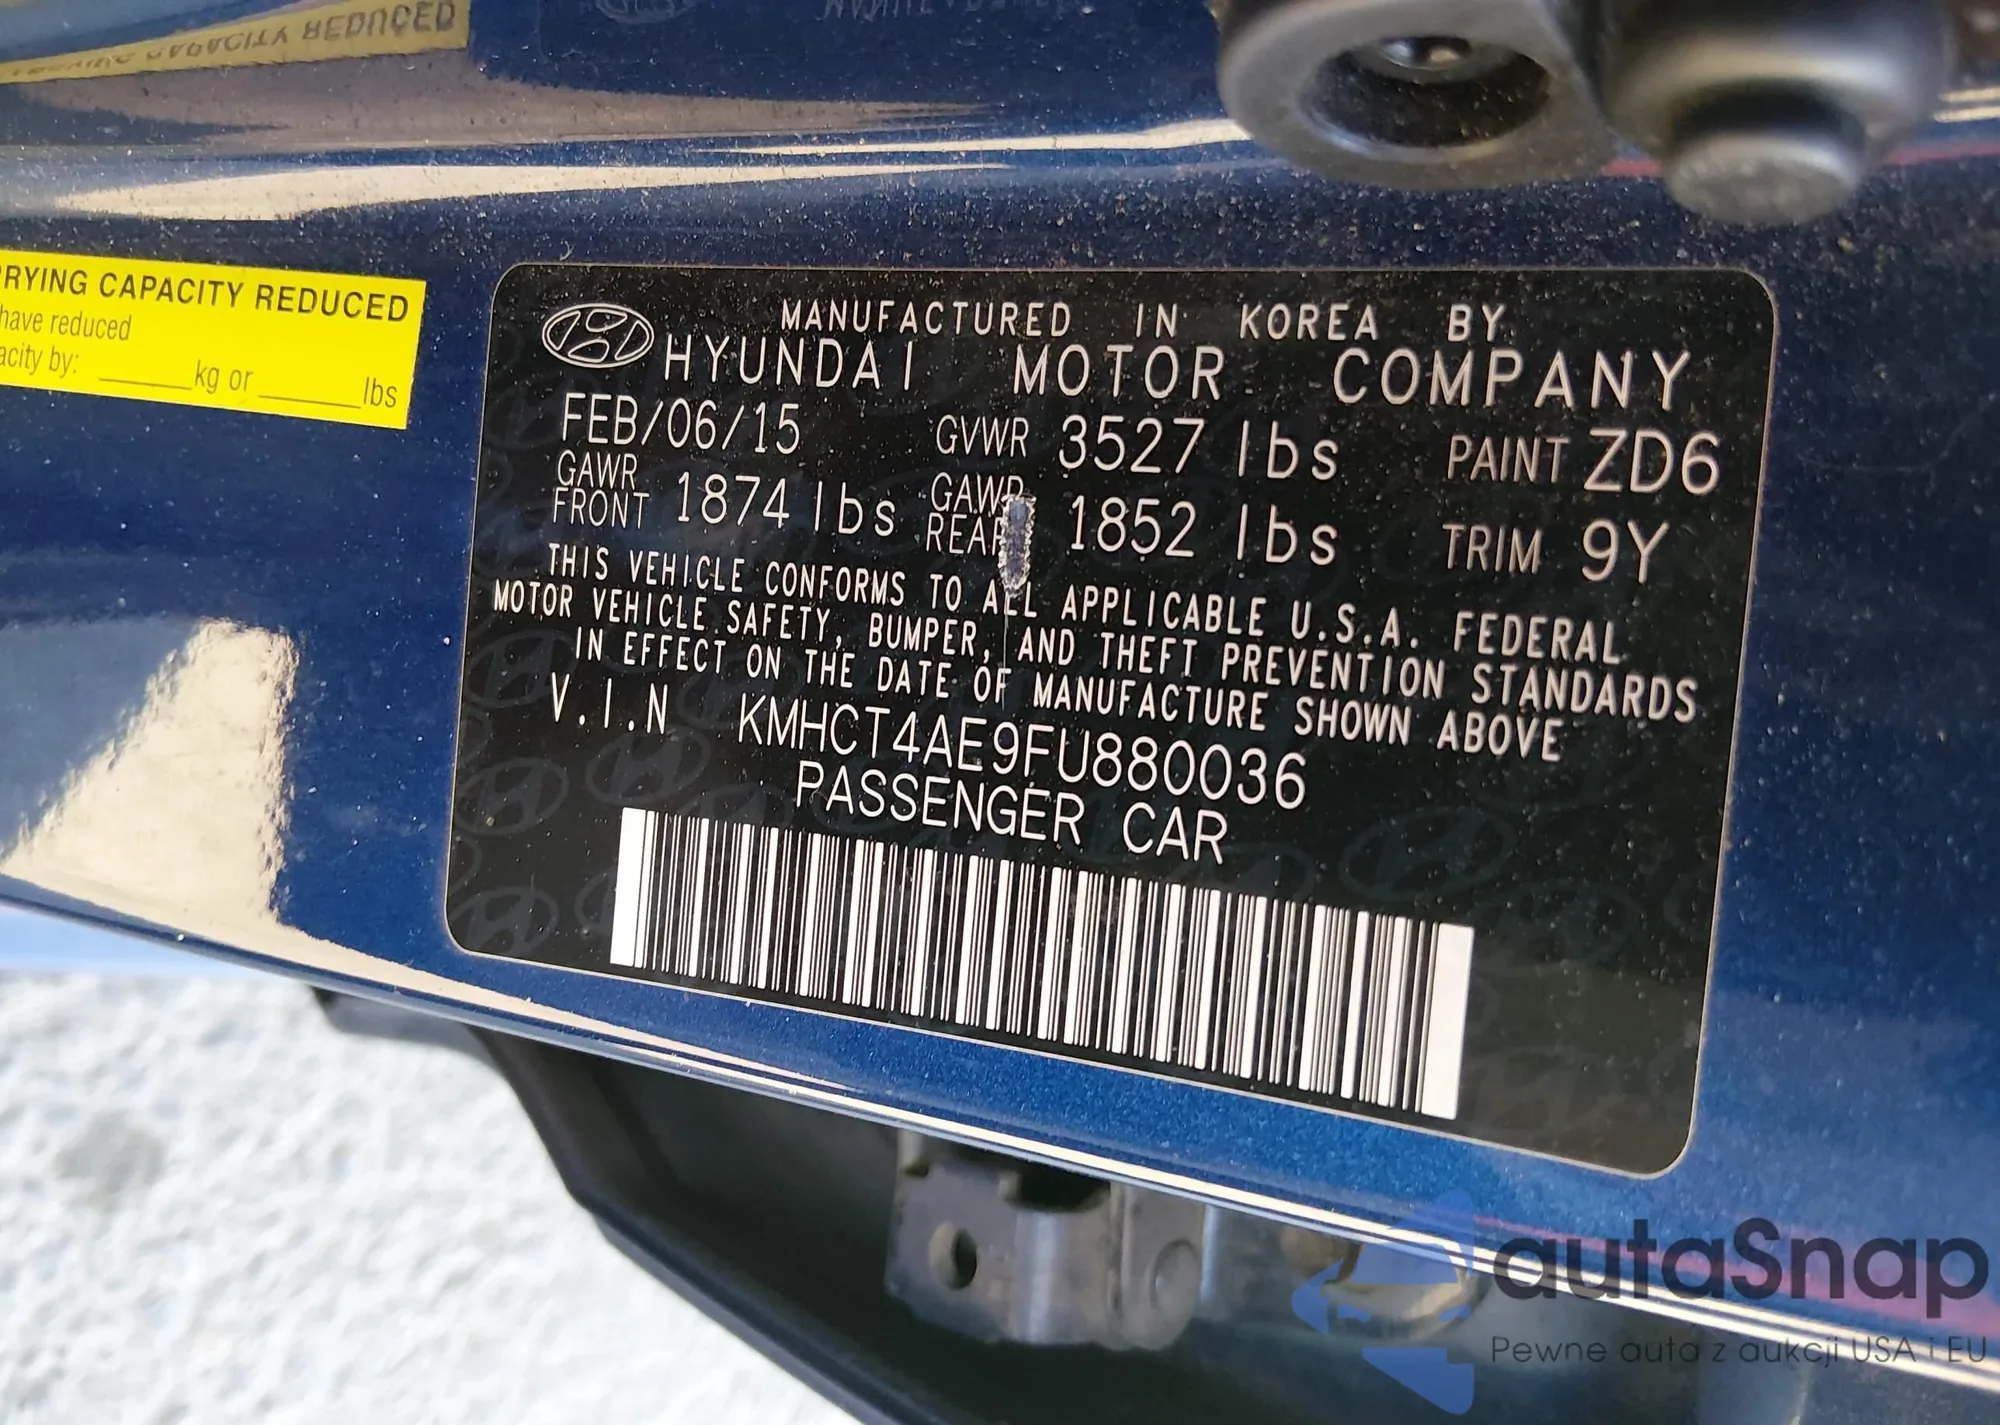 RRYING CAPACITY REDUCED
have reduced
acity by: ______kg or ______lbs
MANUFACTURED IN KOREA BY
HYUNDAI MOTOR COMPANY
FEB/06/15 GVWR 3527 lbs PAINT ZD6
GAWR FRONT 1874 lbs GAWR REAR 1852 lbs TRIM 9Y
THIS VEHICLE CONFORMS TO ALL APPLICABLE U.S.A. FEDERAL
MOTOR VEHICLE SAFETY, BUMPER, AND THEFT PREVENTION STANDARDS
IN EFFECT ON THE DATE OF MANUFACTURE SHOWN ABOVE
V.I.N KMHCT4AE9FU880036
PASSENGER CAR
autaSnap
Pewne auta z aukcji USA i EU